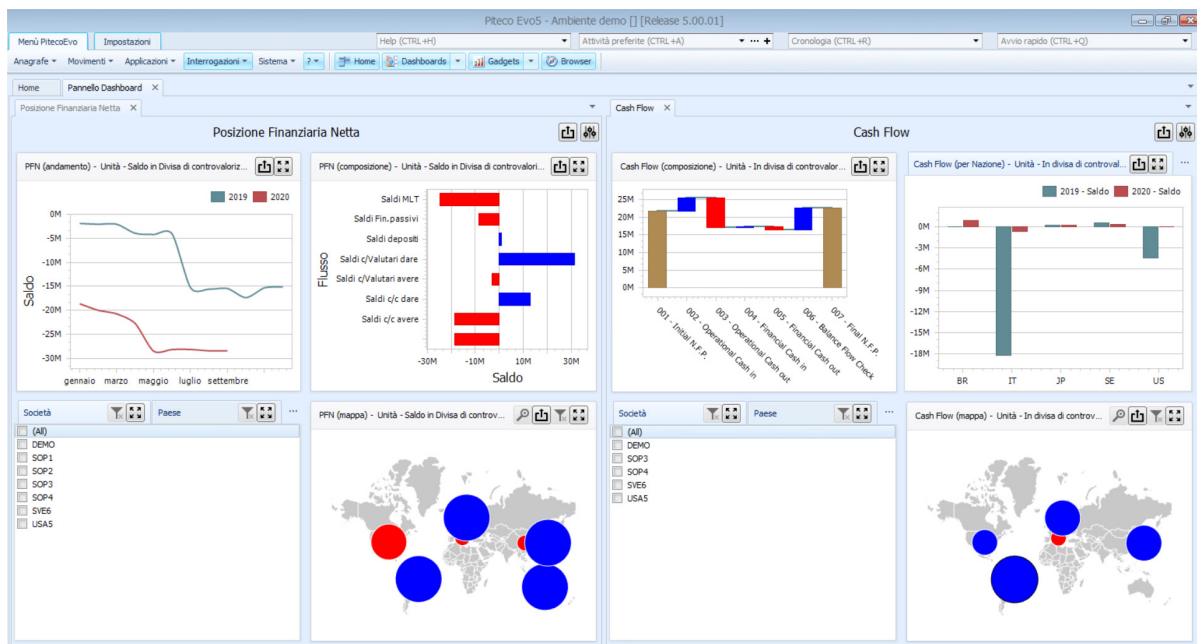 Piteco Evo5 - Ambiente demo [] [Release 5.00.01]
Menù PitecoEvo Impostazioni Help (CTRL+H) Attività preferite (CTRL+A) Cronologia (CTRL+R) Avvio rapido (CTRL+Q)
Anagrafe Movimenti Applicazioni Interrogazioni Sistema ? Home Dashboards Gadgets Browser
Home Pannello Dashboard
Posizione Finanziaria Netta
Posizione Finanziaria Netta
PFN (andamento) - Unità - Saldo in Divisa di controvaloriz...
2019 2020
Saldo
0M
-5M
-10M
-15M
-20M
-25M
-30M
gennaio marzo maggio luglio settembre
PFN (composizione) - Unità - Saldo in Divisa di controvalori...
Flusso
Saldi MLT
Saldi Fin.passivi
Saldi depositi
Saldi c/Valutari dare
Saldi c/Valutari avere
Saldi c/c dare
Saldi c/c avere
-30M -10M 10M 30M
Saldo
Società Paese ...
(All)
DEMO
SOP1
SOP2
SOP3
SOP4
SVE6
USA5
PFN (mappa) - Unità - Saldo in Divisa di controv...
Cash Flow
Cash Flow
Cash Flow (composizione) - Unità - In divisa di controvalor...
25M
20M
15M
10M
5M
0M
001 - Initial N.F.P.
002 - Operational Cash in
003 - Operational Cash out
004 - Financial Cash in
005 - Financial Cash out
006 - Balance Flow Check
007 - Final N.F.P.
Cash Flow (per Nazione) - Unità - In divisa di controval... ...
2019 - Saldo 2020 - Saldo
0M
-3M
-6M
-9M
-12M
-15M
-18M
BR IT JP SE US
Società Paese ...
(All)
DEMO
SOP3
SOP4
SVE6
USA5
Cash Flow (mappa) - Unità - In divisa di controv...